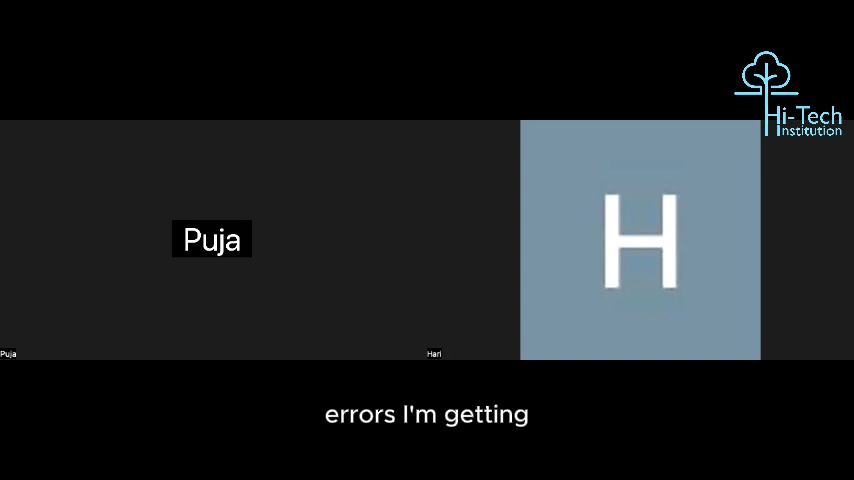 Hi-Tech
Institution
Puja
H
Puja
Hari
errors I'm getting